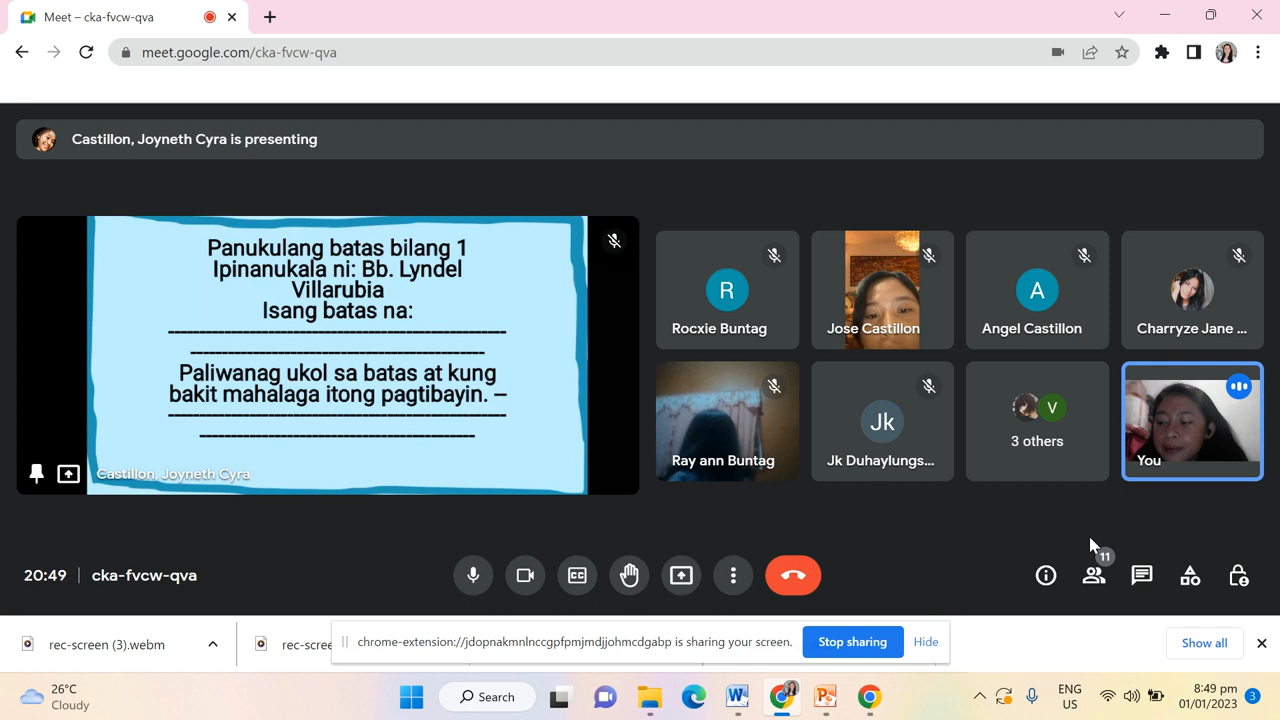 Meet – cka-fvcw-qva
meet.google.com/cka-fvcw-qva
Castillon, Joyneth Cyra is presenting
Panukulang batas bilang 1
Ipinanukala ni: Bb. Lyndel
Villarubia
Isang batas na:
Paliwanag ukol sa batas at kung
bakit mahalaga itong pagtibayin. –
Castillon, Joyneth Cyra
R
Rocxie Buntag
Jose Castillon
A
Angel Castillon
Charryze Jane ...
Ray ann Buntag
Jk
Jk Duhaylungs...
V
3 others
You
20:49 | cka-fvcw-qva
11
rec-screen (3).webm
rec-scree
chrome-extension://jdopnakmnlnccgpfpmjmdjjohmcdgabp is sharing your screen.
Stop sharing
Hide
Show all
26°C
Cloudy
Search
ENG
US
8:49 pm
01/01/2023
3